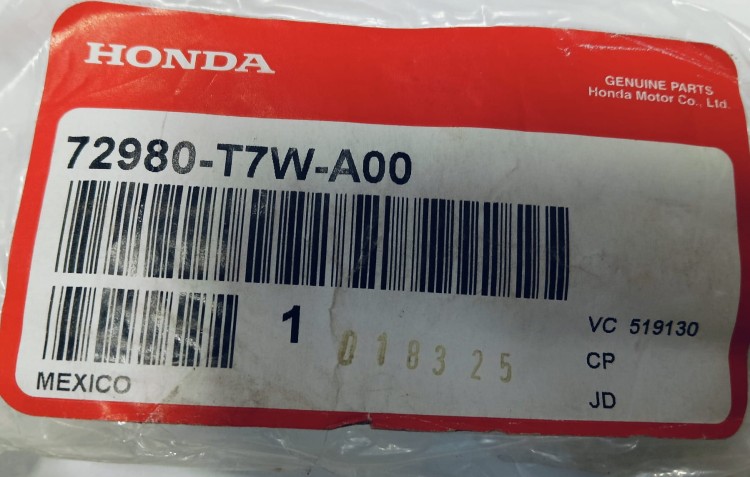 HONDA
GENUINE PARTS
Honda Motor Co., Ltd.
72980-T7W-A00
1
018325
VC 519130
CP
JD
MEXICO